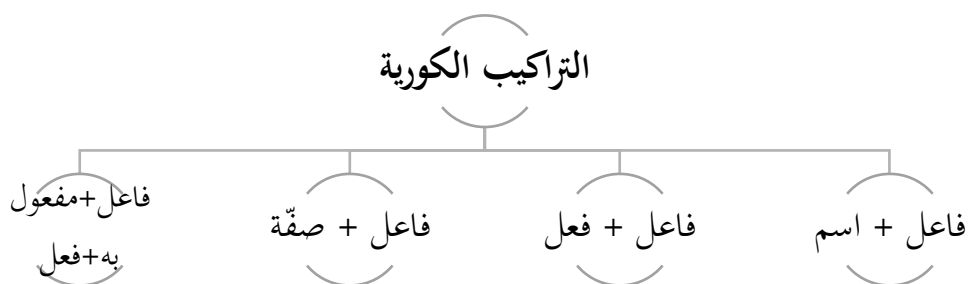 التراكيب الكورية
فاعل + اسم
فاعل + فعل
فاعل + صفّة
فاعل+مفعول
به+فعل